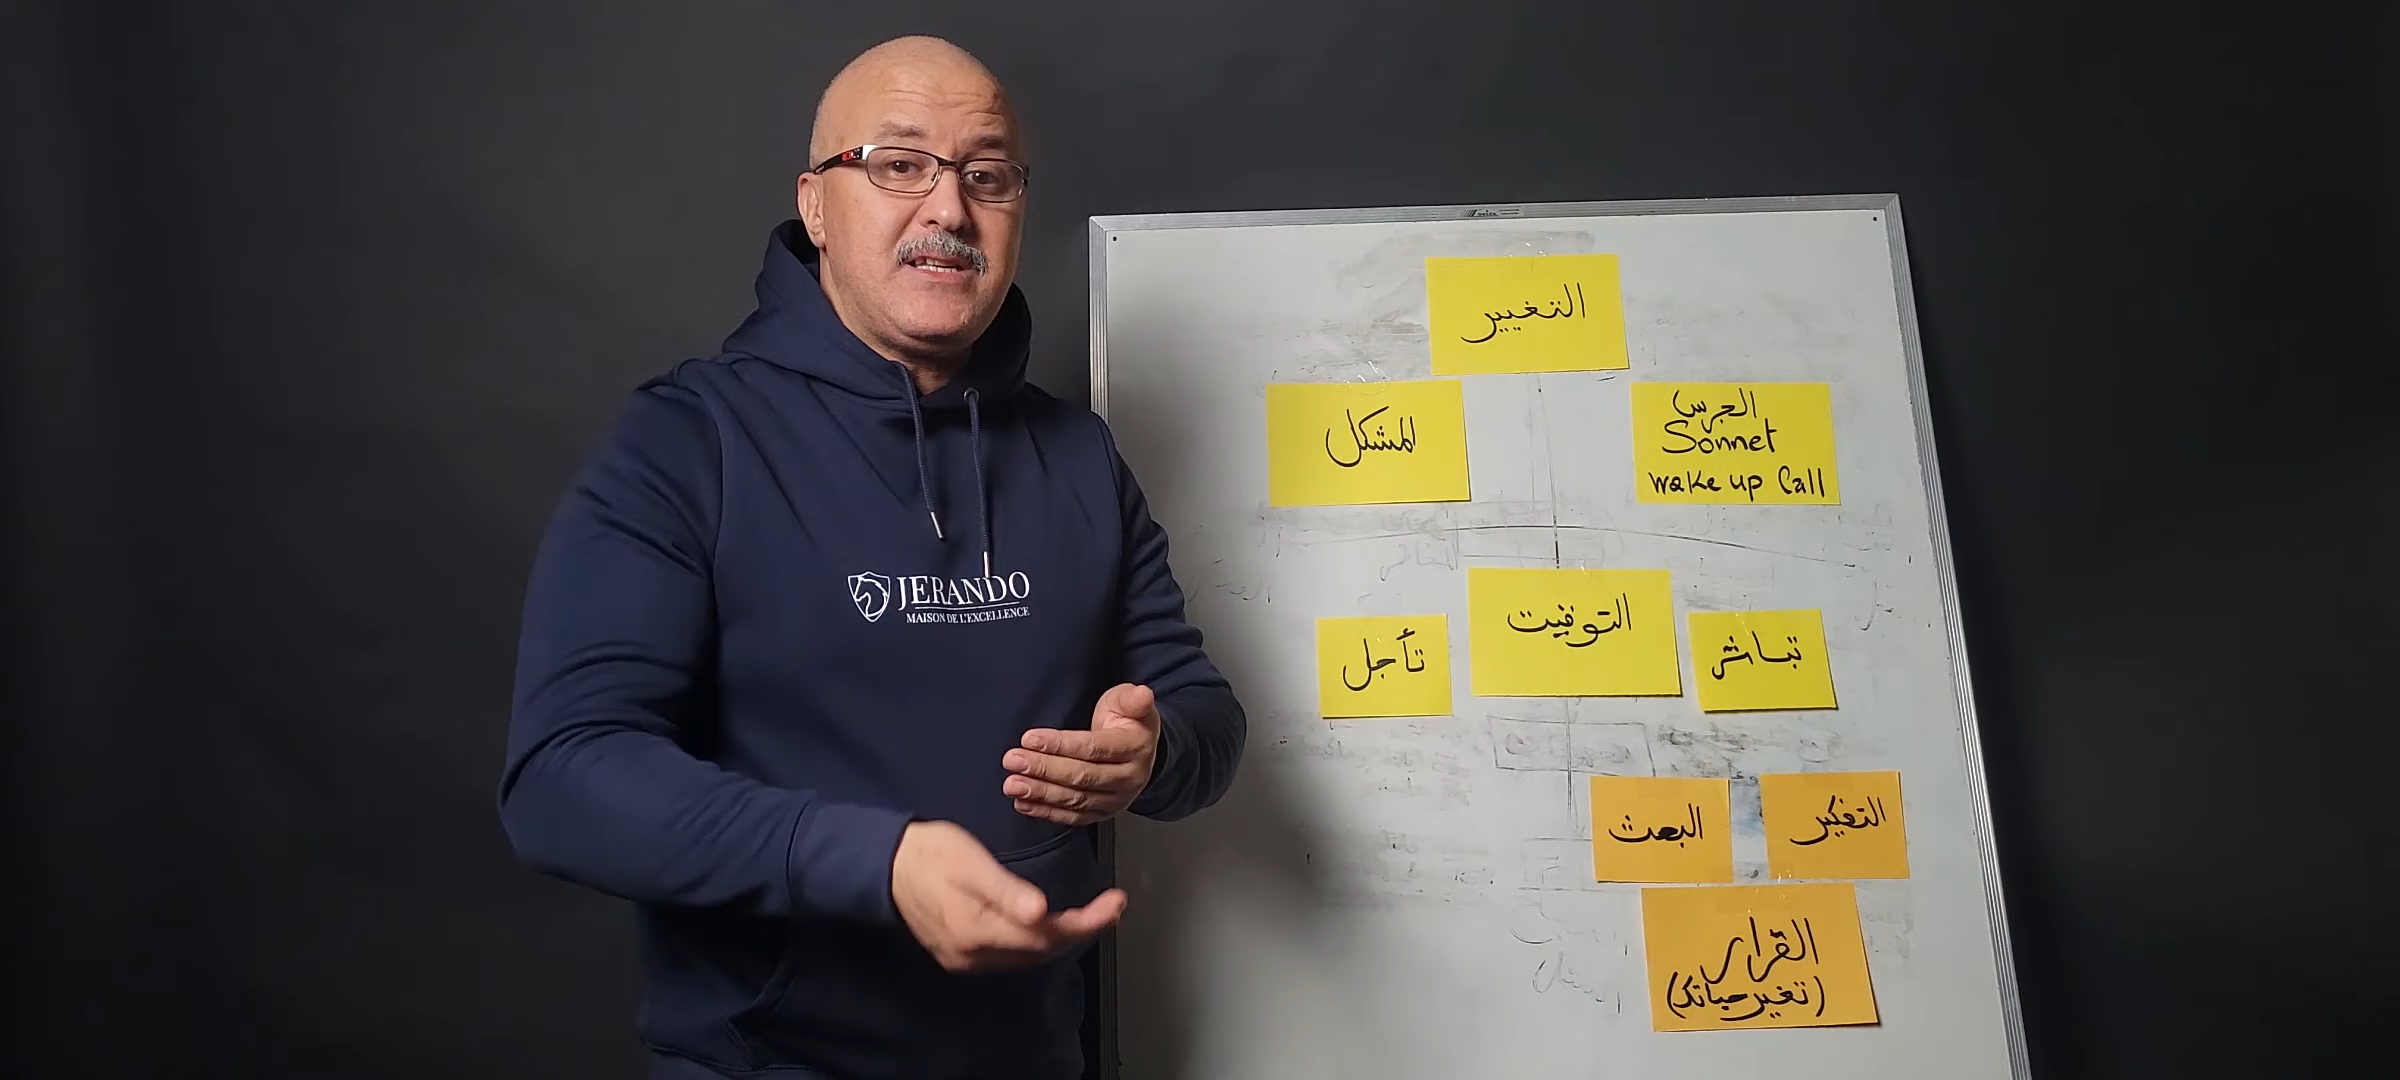 JERANDO
MAISON DE L'EXCELLENCE
التغيير
الجرس
Sonnet
wake up Call
المشكل
تباشر
التوقيت
تأجل
التفكير
البحث
القرار
(تغير حياتك)